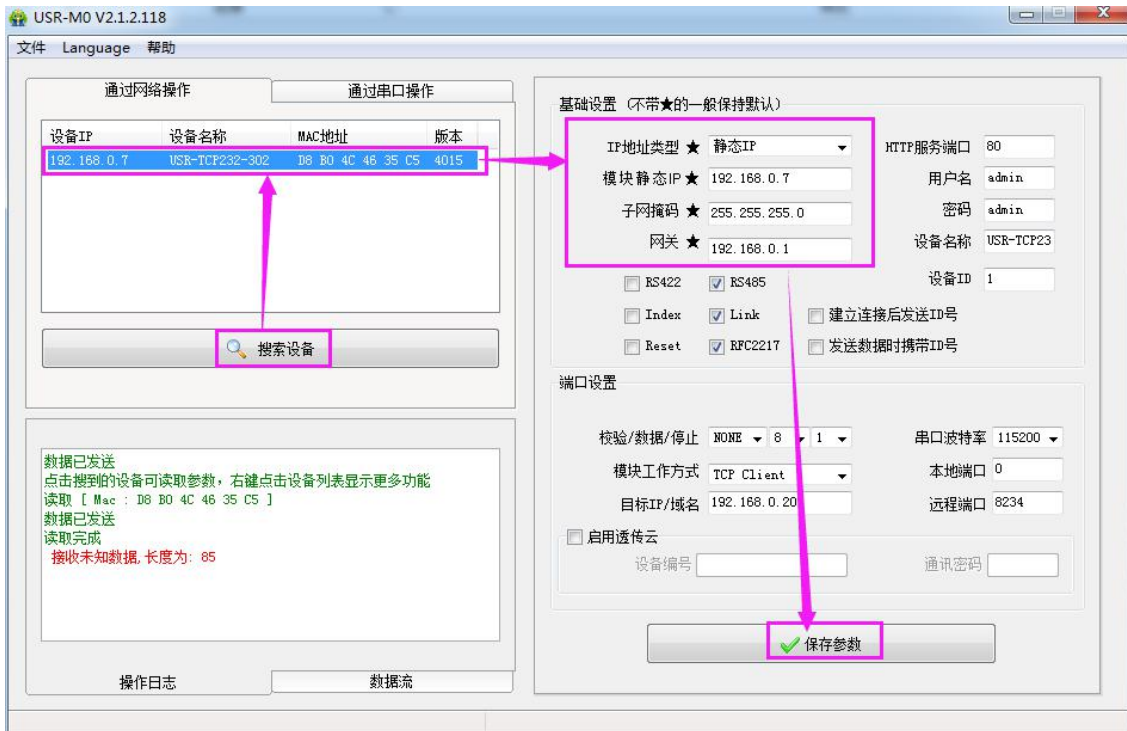 USR-M0 V2.1.2.118
文件 Language 帮助
通过网络操作 通过串口操作
设备IP 设备名称 MAC地址 版本
192.168.0.7 USR-TCP232-302 D8 B0 4C 46 35 C5 4015
搜索设备
数据已发送
点击搜到的设备可读取参数，右键点击设备列表显示更多功能
读取 [ Mac : D8 B0 4C 46 35 C5 ]
数据已发送
读取完成
接收未知数据,长度为: 85
操作日志 数据流
基础设置 (不带★的一般保持默认)
IP地址类型 ★ 静态IP HTTP服务端口 80
模块静态IP★ 192.168.0.7 用户名 admin
子网掩码 ★ 255.255.255.0 密码 admin
网关 ★ 192.168.0.1 设备名称 USR-TCP23
RS422 RS485 设备ID 1
Index Link 建立连接后发送ID号
Reset RFC2217 发送数据时携带ID号
端口设置
校验/数据/停止 NONE 8 1 串口波特率 115200
模块工作方式 TCP Client 本地端口 0
目标IP/域名 192.168.0.20 远程端口 8234
启用透传云
设备编号 通讯密码
保存参数